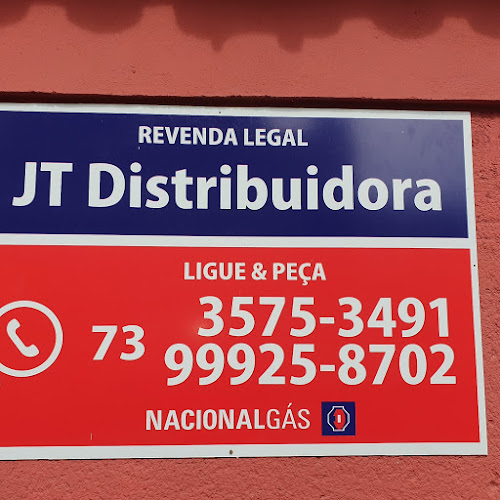 REVENDA LEGAL
JT Distribuidora
LIGUE & PEÇA
73 3575-3491
99925-8702
NACIONALGÁS